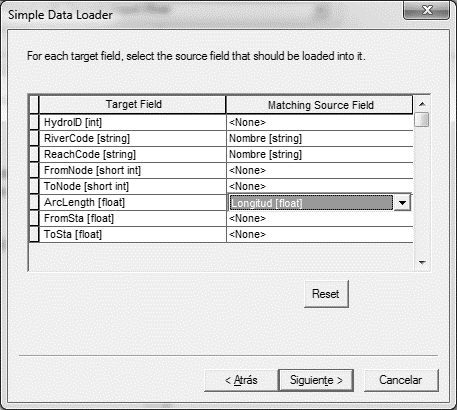 Simple Data Loader
For each target field, select the source field that should be loaded into it.
Target Field Matching Source Field
HydroID [int] <None>
RiverCode [string] Nombre [string]
ReachCode [string] Nombre [string]
FromNode [short int] <None>
ToNode [short int] <None>
ArcLength [float] Longitud [float]
FromSta [float] <None>
ToSta [float] <None>
Reset
< Atrás Siguiente > Cancelar